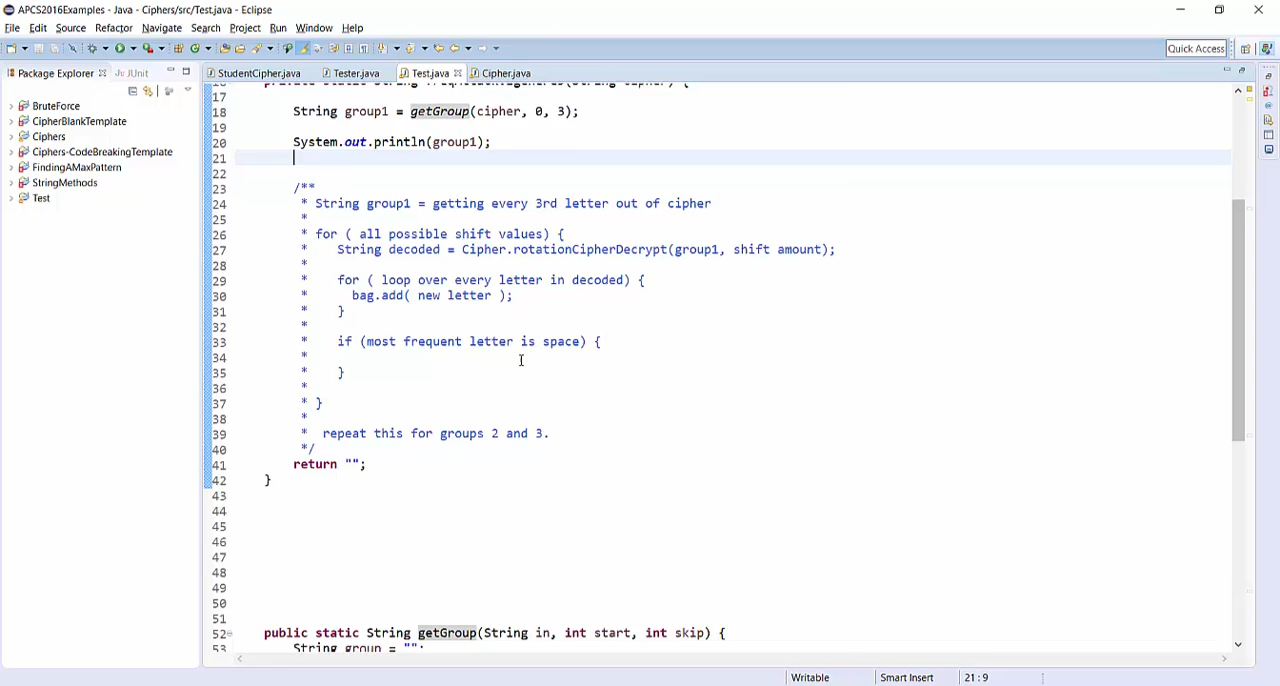 APCS2016Examples - Java - Ciphers/src/Test.java - Eclipse
File Edit Source Refactor Navigate Search Project Run Window Help
Quick Access
Package Explorer JUnit
StudentCipher.java Tester.java Test.java Cipher.java
BruteForce
CipherBlankTemplate
Ciphers
Ciphers-CodeBreakingTemplate
FindingAMaxPattern
StringMethods
Test
17
18 String group1 = getGroup(cipher, 0, 3);
19
20 System.out.println(group1);
21
22
23 /**
24 * String group1 = getting every 3rd letter out of cipher
25 *
26 * for ( all possible shift values) {
27 * String decoded = Cipher.rotationCipherDecrypt(group1, shift amount);
28 *
29 * for ( loop over every letter in decoded) {
30 * bag.add( new letter );
31 * }
32 *
33 * if (most frequent letter is space) {
34 *
35 * }
36 *
37 * }
38 *
39 * repeat this for groups 2 and 3.
40 */
41 return "";
42 }
43
44
45
46
47
48
49
50
51
52 public static String getGroup(String in, int start, int skip) {
53 String group = "";
Writable Smart Insert 21 : 9